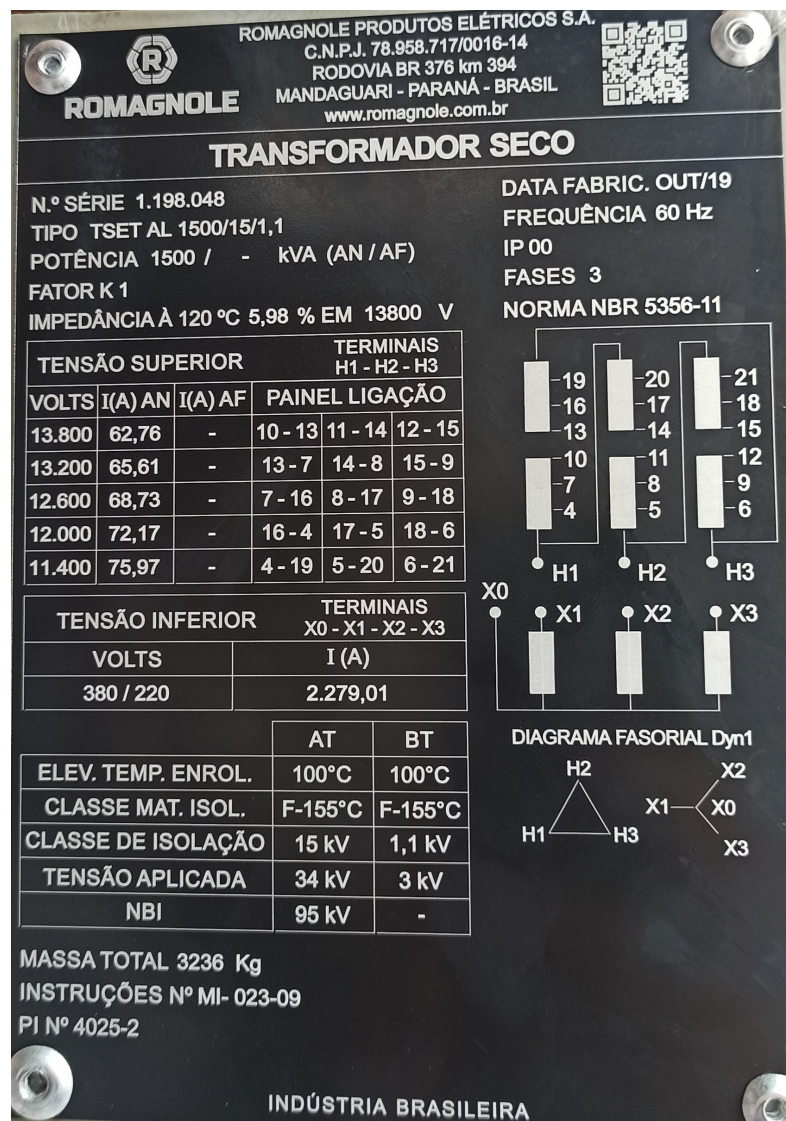 ROMAGNOLE
ROMAGNOLE PRODUTOS ELÉTRICOS S.A.
C.N.P.J. 78.958.717/0016-14
RODOVIA BR 376 km 394
MANDAGUARI - PARANÁ - BRASIL
www.romagnole.com.br
TRANSFORMADOR SECO
N.º SÉRIE 1.198.048
TIPO TSET AL 1500/15/1,1
POTÊNCIA 1500 / - kVA (AN / AF)
FATOR K 1
IMPEDÂNCIA À 120 ºC 5,98 % EM 13800 V
DATA FABRIC. OUT/19
FREQUÊNCIA 60 Hz
IP 00
FASES 3
NORMA NBR 5356-11
TENSÃO SUPERIOR TERMINAIS
H1 - H2 - H3
VOLTS I(A) AN I(A) AF PAINEL LIGAÇÃO
13.800 62,76 - 10 - 13 11 - 14 12 - 15
13.200 65,61 - 13 - 7 14 - 8 15 - 9
12.600 68,73 - 7 - 16 8 - 17 9 - 18
12.000 72,17 - 16 - 4 17 - 5 18 - 6
11.400 75,97 - 4 - 19 5 - 20 6 - 21
19 20 21
16 17 18
13 14 15
10 11 12
7 8 9
4 5 6
H1 H2 H3
X0 X1 X2 X3
TENSÃO INFERIOR TERMINAIS
X0 - X1 - X2 - X3
VOLTS I (A)
380 / 220 2.279,01
AT BT
ELEV. TEMP. ENROL. 100°C 100°C
CLASSE MAT. ISOL. F-155°C F-155°C
CLASSE DE ISOLAÇÃO 15 kV 1,1 kV
TENSÃO APLICADA 34 kV 3 kV
NBI 95 kV -
DIAGRAMA FASORIAL Dyn1
H2 X2
X1 X0
H1 H3
X3
MASSA TOTAL 3236 Kg
INSTRUÇÕES Nº MI- 023-09
PI Nº 4025-2
INDÚSTRIA BRASILEIRA